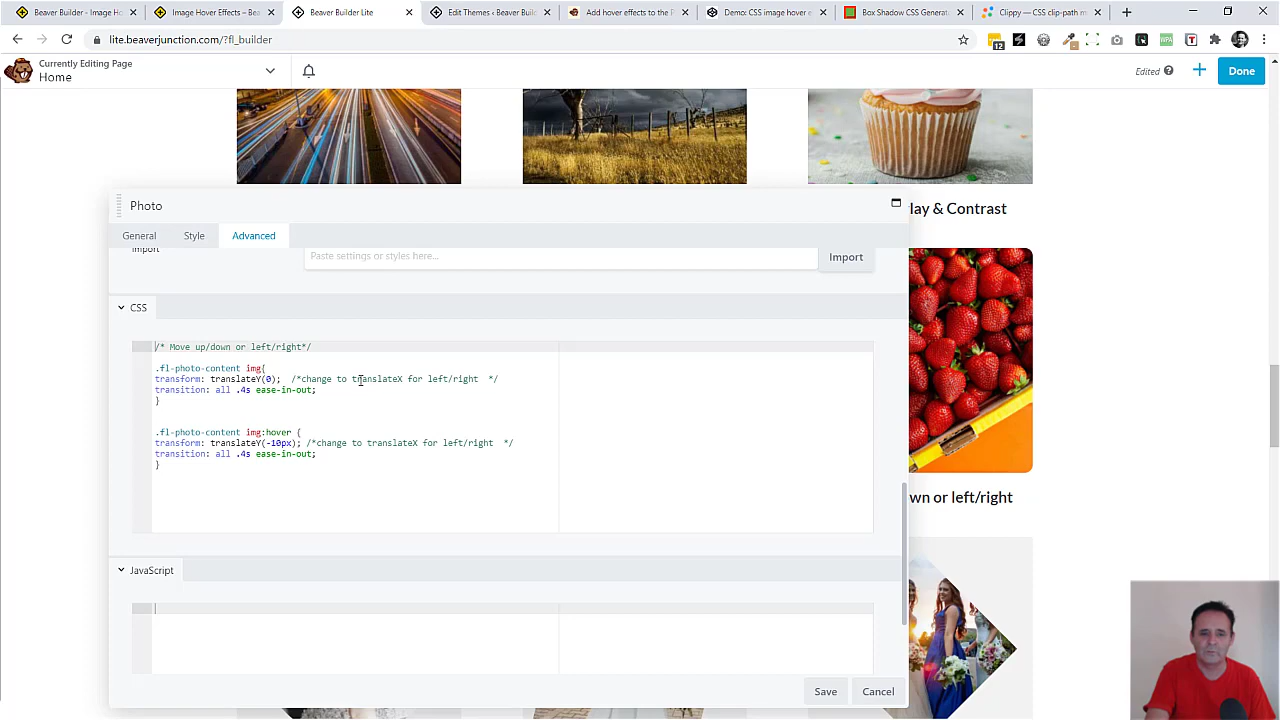 Beaver Builder - Image Ho
Image Hover Effects – Bea
Beaver Builder Lite
Edit Themes ‹ Beaver Buil
Add hover effects to the P
Demo: CSS image hover e
Box Shadow CSS Generato
Clippy — CSS clip-path m
lite.beaverjunction.com/?fl_builder
12
WPA
T
Currently Editing Page
Home
Edited
Done
Photo
lay & Contrast
General
Style
Advanced
Import
Paste settings or styles here...
Import
CSS
/* Move up/down or left/right*/
.fl-photo-content img{
transform: translateY(0); /*change to translateX for left/right */
transition: all .4s ease-in-out;
}
.fl-photo-content img:hover {
transform: translateY(-10px); /*change to translateX for left/right */
transition: all .4s ease-in-out;
}
wn or left/right
JavaScript
Save
Cancel